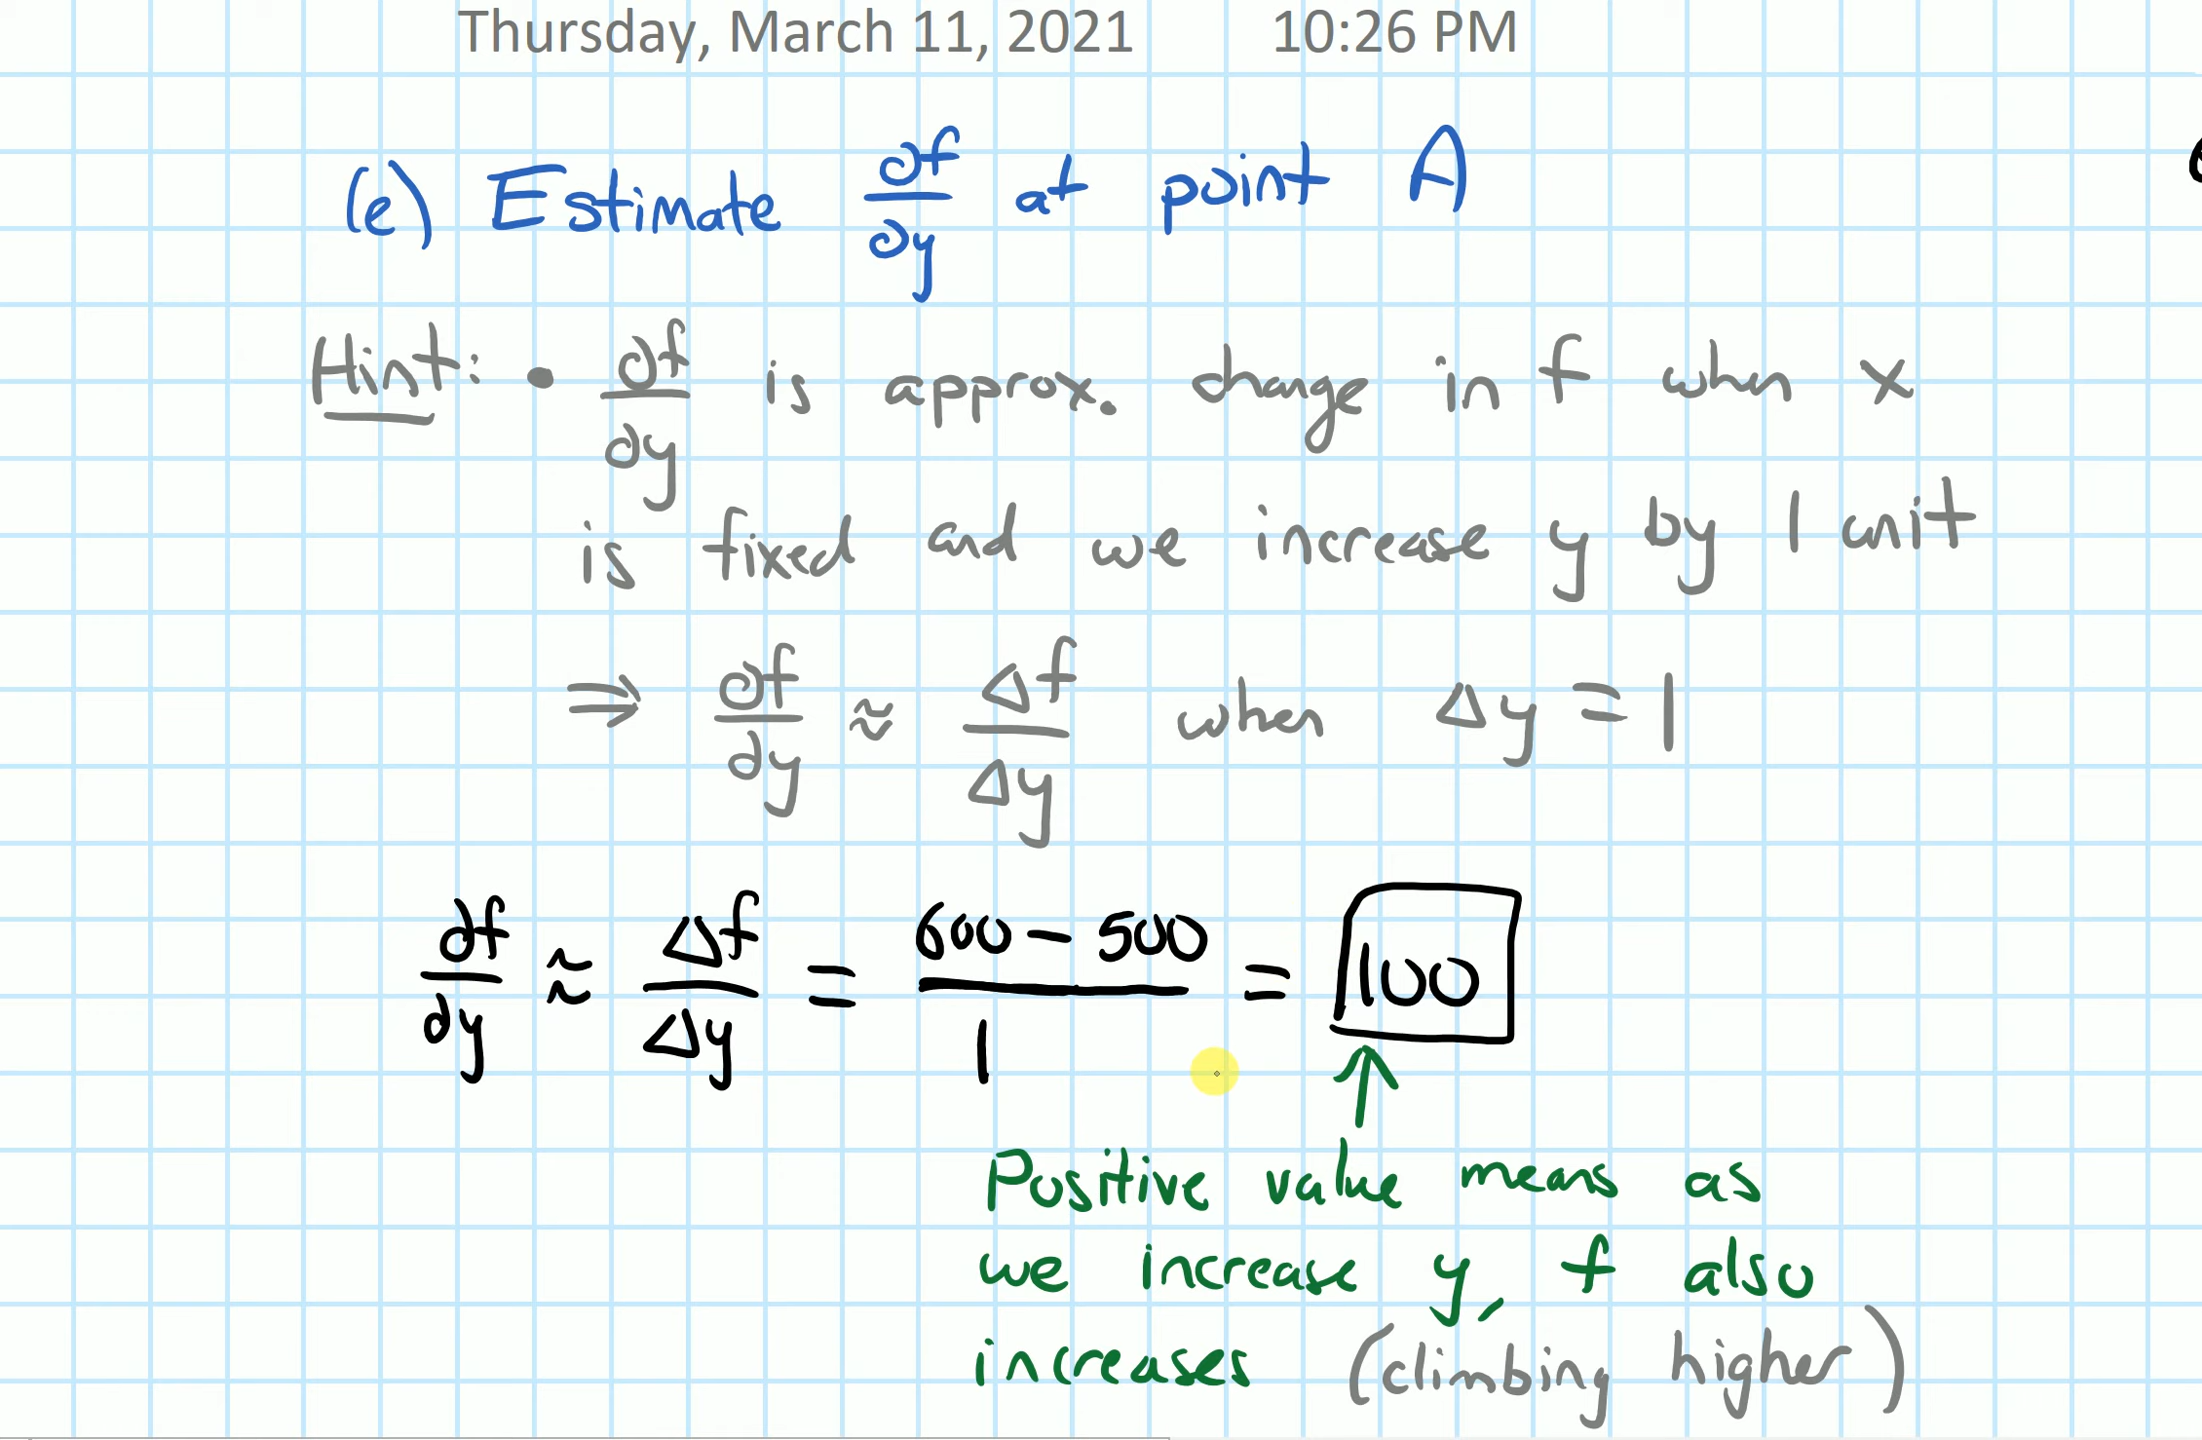 Thursday, March 11, 2021 10:26 PM
(e) Estimate ∂f/∂y at point A
Hint: • ∂f/∂y is approx. change in f when x
is fixed and we increase y by 1 unit
⇒ ∂f/∂y ≈ Δf/Δy when Δy = 1
∂f/∂y ≈ Δf/Δy = (600 - 500)/1 = 100
Positive value means as
we increase y, f also
increases (climbing higher)